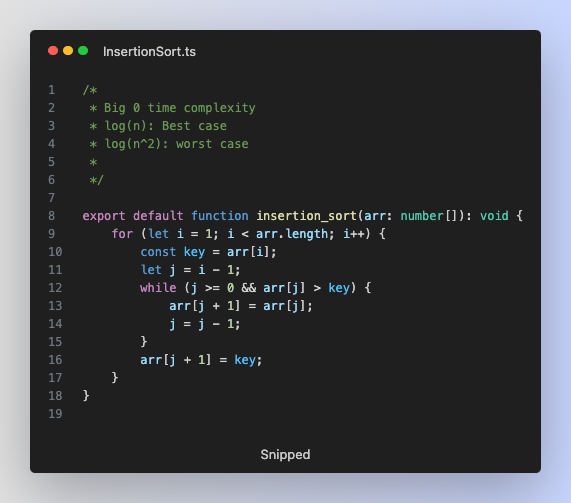 InsertionSort.ts
1 /*
2  * Big 0 time complexity
3  * log(n): Best case
4  * log(n^2): worst case
5  *
6  */
7
8 export default function insertion_sort(arr: number[]): void {
9     for (let i = 1; i < arr.length; i++) {
10         const key = arr[i];
11         let j = i - 1;
12         while (j >= 0 && arr[j] > key) {
13             arr[j + 1] = arr[j];
14             j = j - 1;
15         }
16         arr[j + 1] = key;
17     }
18 }
19
Snipped